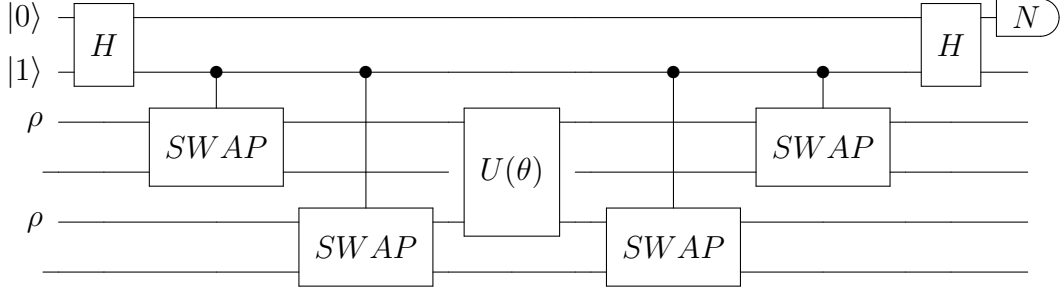 |0⟩ H H N
|1⟩
ρ SWAP U(θ) SWAP
ρ SWAP SWAP